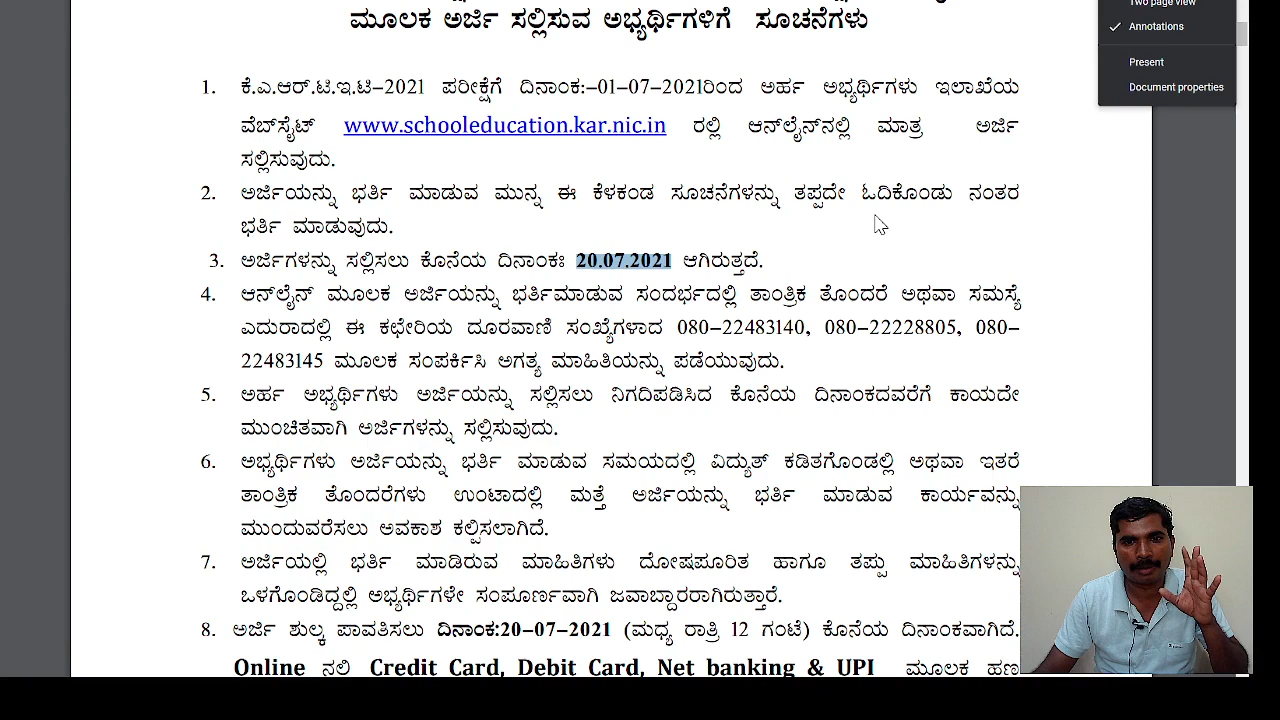 ಮೂಲಕ ಅರ್ಜಿ ಸಲ್ಲಿಸುವ ಅಭ್ಯರ್ಥಿಗಳಿಗೆ ಸೂಚನೆಗಳು
Two page view
✓ Annotations
Present
Document properties
1. ಕೆ.ಎ.ಆರ್.ಟಿ.ಇ.ಟಿ-2021 ಪರೀಕ್ಷೆಗೆ ದಿನಾಂಕ:-01-07-2021ರಿಂದ ಅರ್ಹ ಅಭ್ಯರ್ಥಿಗಳು ಇಲಾಖೆಯ
ವೆಬ್‌ಸೈಟ್ www.schooleducation.kar.nic.in ರಲ್ಲಿ ಆನ್‌ಲೈನ್‌ನಲ್ಲಿ ಮಾತ್ರ ಅರ್ಜಿ
ಸಲ್ಲಿಸುವುದು.
2. ಅರ್ಜಿಯನ್ನು ಭರ್ತಿ ಮಾಡುವ ಮುನ್ನ ಈ ಕೆಳಕಂಡ ಸೂಚನೆಗಳನ್ನು ತಪ್ಪದೇ ಓದಿಕೊಂಡು ನಂತರ
ಭರ್ತಿ ಮಾಡುವುದು.
3. ಅರ್ಜಿಗಳನ್ನು ಸಲ್ಲಿಸಲು ಕೊನೆಯ ದಿನಾಂಕಃ 20.07.2021 ಆಗಿರುತ್ತದೆ.
4. ಆನ್‌ಲೈನ್ ಮೂಲಕ ಅರ್ಜಿಯನ್ನು ಭರ್ತಿಮಾಡುವ ಸಂದರ್ಭದಲ್ಲಿ ತಾಂತ್ರಿಕ ತೊಂದರೆ ಅಥವಾ ಸಮಸ್ಯೆ
ಎದುರಾದಲ್ಲಿ ಈ ಕಛೇರಿಯ ದೂರವಾಣಿ ಸಂಖ್ಯೆಗಳಾದ 080-22483140, 080-22228805, 080-
22483145 ಮೂಲಕ ಸಂಪರ್ಕಿಸಿ ಅಗತ್ಯ ಮಾಹಿತಿಯನ್ನು ಪಡೆಯುವುದು.
5. ಅರ್ಹ ಅಭ್ಯರ್ಥಿಗಳು ಅರ್ಜಿಯನ್ನು ಸಲ್ಲಿಸಲು ನಿಗದಿಪಡಿಸಿದ ಕೊನೆಯ ದಿನಾಂಕದವರೆಗೆ ಕಾಯದೇ
ಮುಂಚಿತವಾಗಿ ಅರ್ಜಿಗಳನ್ನು ಸಲ್ಲಿಸುವುದು.
6. ಅಭ್ಯರ್ಥಿಗಳು ಅರ್ಜಿಯನ್ನು ಭರ್ತಿ ಮಾಡುವ ಸಮಯದಲ್ಲಿ ವಿದ್ಯುತ್ ಕಡಿತಗೊಂಡಲ್ಲಿ ಅಥವಾ ಇತರೆ
ತಾಂತ್ರಿಕ ತೊಂದರೆಗಳು ಉಂಟಾದಲ್ಲಿ ಮತ್ತೆ ಅರ್ಜಿಯನ್ನು ಭರ್ತಿ ಮಾಡುವ ಕಾರ್ಯವನ್ನು
ಮುಂದುವರೆಸಲು ಅವಕಾಶ ಕಲ್ಪಿಸಲಾಗಿದೆ.
7. ಅರ್ಜಿಯಲ್ಲಿ ಭರ್ತಿ ಮಾಡಿರುವ ಮಾಹಿತಿಗಳು ದೋಷಪೂರಿತ ಹಾಗೂ ತಪ್ಪು ಮಾಹಿತಿಗಳನ್ನು
ಒಳಗೊಂಡಿದ್ದಲ್ಲಿ ಅಭ್ಯರ್ಥಿಗಳೇ ಸಂಪೂರ್ಣವಾಗಿ ಜವಾಬ್ದಾರರಾಗಿರುತ್ತಾರೆ.
8. ಅರ್ಜಿ ಶುಲ್ಕ ಪಾವತಿಸಲು ದಿನಾಂಕ:20-07-2021 (ಮಧ್ಯ ರಾತ್ರಿ 12 ಗಂಟೆ) ಕೊನೆಯ ದಿನಾಂಕವಾಗಿದೆ.
Online ನಲಿ Credit Card, Debit Card, Net banking & UPI ಮೂಲಕ ಹಣ